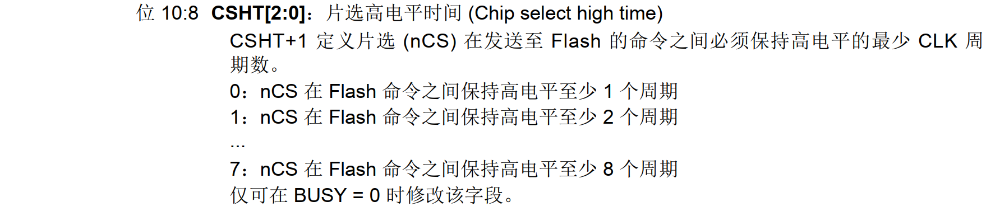 位 10:8 CSHT[2:0]：片选高电平时间 (Chip select high time)
CSHT+1 定义片选 (nCS) 在发送至 Flash 的命令之间必须保持高电平的最少 CLK 周
期数。
0：nCS 在 Flash 命令之间保持高电平至少 1 个周期
1：nCS 在 Flash 命令之间保持高电平至少 2 个周期
...
7：nCS 在 Flash 命令之间保持高电平至少 8 个周期
仅可在 BUSY = 0 时修改该字段。